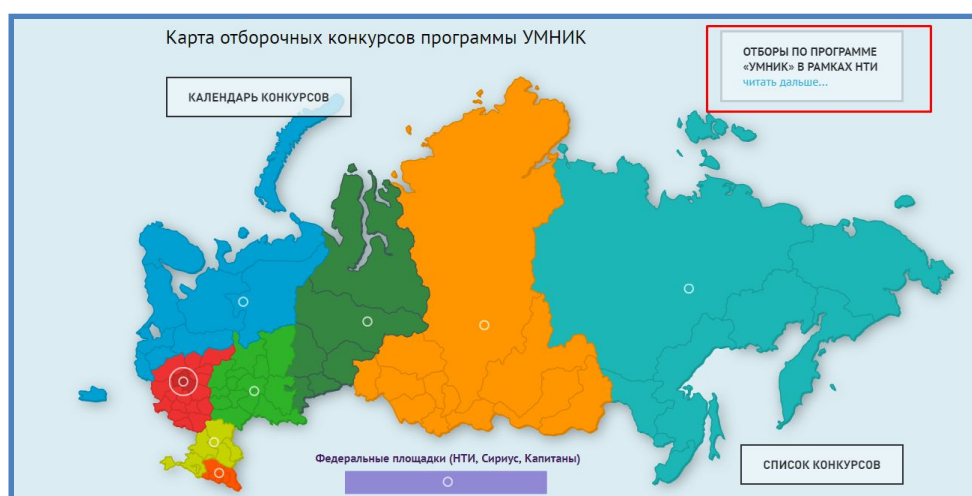 Карта отборочных конкурсов программы УМНИК
ОТБОРЫ ПО ПРОГРАММЕ
«УМНИК» В РАМКАХ НТИ
читать дальше...
КАЛЕНДАРЬ КОНКУРСОВ
Федеральные площадки (НТИ, Сириус, Капитаны)
СПИСОК КОНКУРСОВ